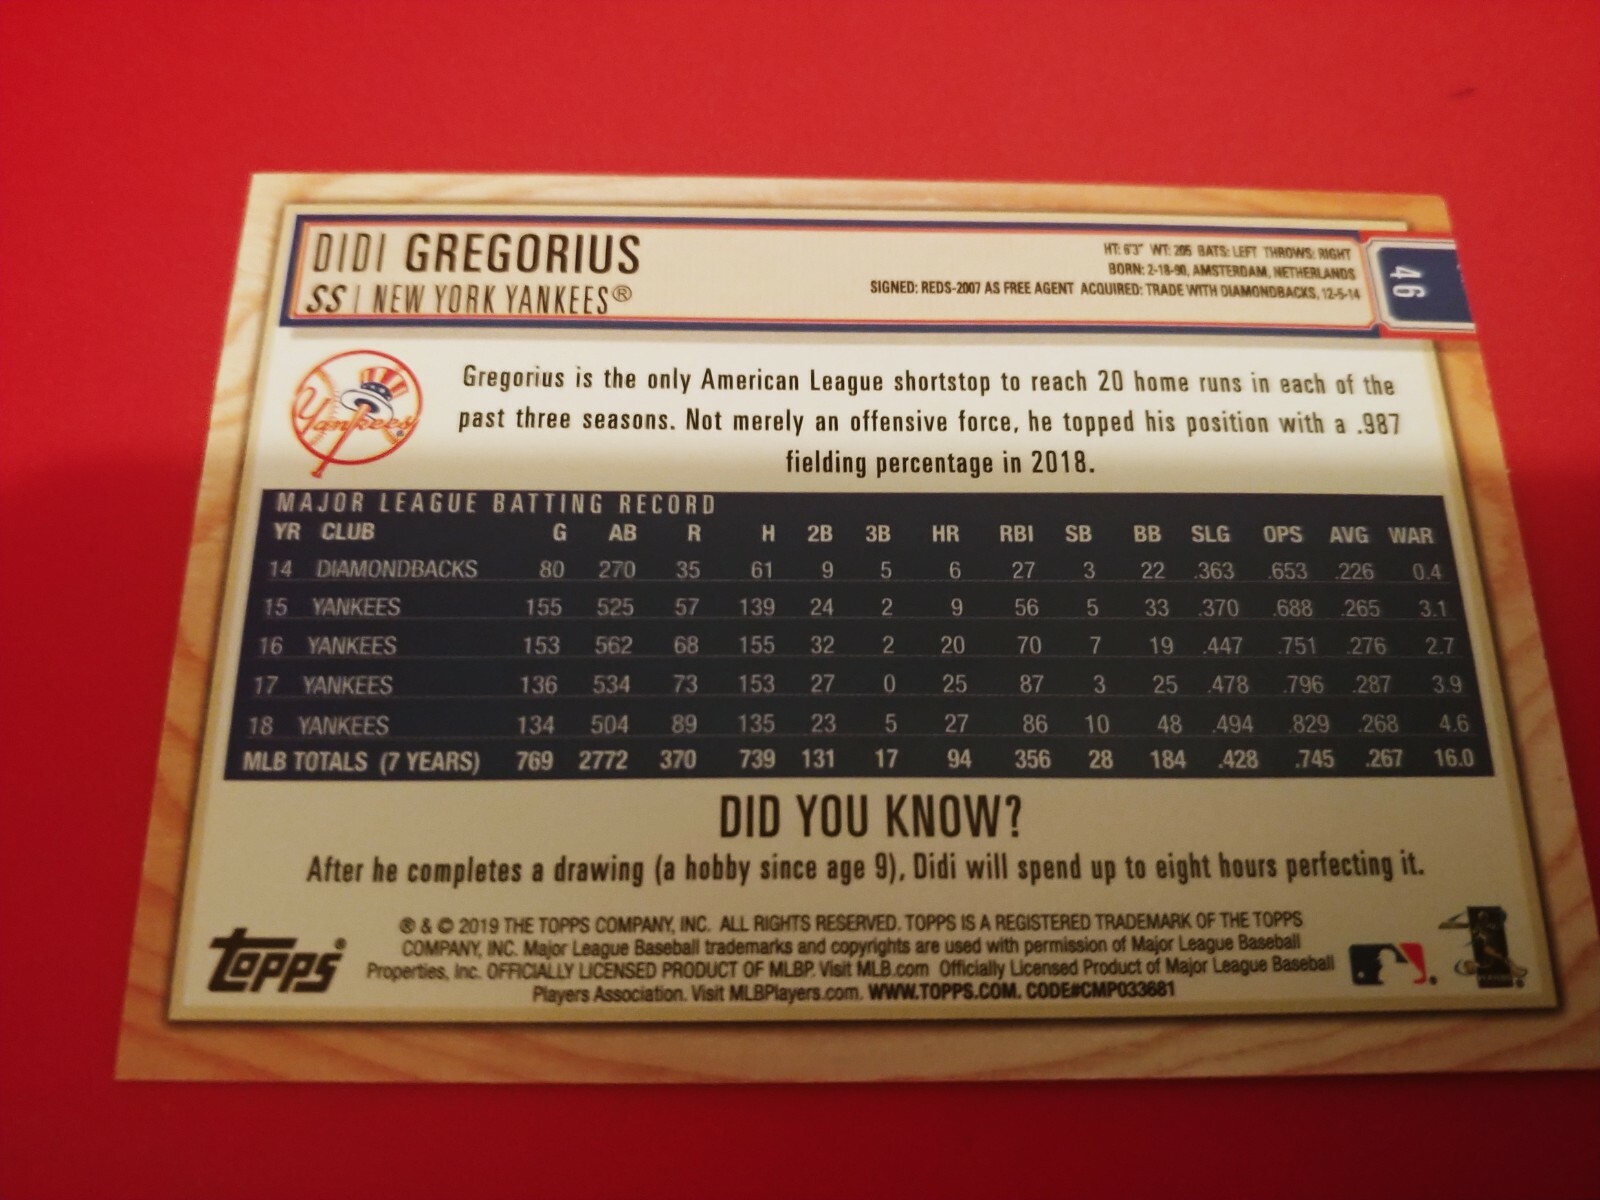 DIDI GREGORIUS
SS | NEW YORK YANKEES®
HT: 6'3" WT: 205 BATS: LEFT THROWS: RIGHT
BORN: 2-18-90, AMSTERDAM, NETHERLANDS
SIGNED: REDS-2007 AS FREE AGENT ACQUIRED: TRADE WITH DIAMONDBACKS, 12-5-14
46
Yankees
Gregorius is the only American League shortstop to reach 20 home runs in each of the
past three seasons. Not merely an offensive force, he topped his position with a .987
fielding percentage in 2018.
MAJOR LEAGUE BATTING RECORD
YR CLUB G AB R H 2B 3B HR RBI SB BB SLG OPS AVG WAR
14 DIAMONDBACKS 80 270 35 61 9 5 6 27 3 22 .363 .653 .226 0.4
15 YANKEES 155 525 57 139 24 2 9 56 5 33 .370 .688 .265 3.1
16 YANKEES 153 562 68 155 32 2 20 70 7 19 .447 .751 .276 2.7
17 YANKEES 136 534 73 153 27 0 25 87 3 25 .478 .796 .287 3.9
18 YANKEES 134 504 89 135 23 5 27 86 10 48 .494 .829 .268 4.6
MLB TOTALS (7 YEARS) 769 2772 370 739 131 17 94 356 28 184 .428 .745 .267 16.0
DID YOU KNOW?
After he completes a drawing (a hobby since age 9), Didi will spend up to eight hours perfecting it.
topps®
® & © 2019 THE TOPPS COMPANY, INC. ALL RIGHTS RESERVED. TOPPS IS A REGISTERED TRADEMARK OF THE TOPPS
COMPANY, INC. Major League Baseball trademarks and copyrights are used with permission of Major League Baseball
Properties, Inc. OFFICIALLY LICENSED PRODUCT OF MLBP. Visit MLB.com Officially Licensed Product of Major League Baseball
Players Association. Visit MLBPlayers.com. WWW.TOPPS.COM. CODE#CMP033681